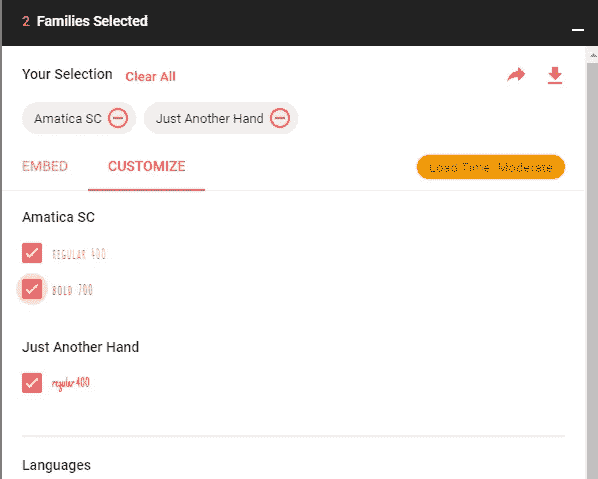 2 Families Selected
Your Selection Clear All
Amatica SC Just Another Hand
EMBED CUSTOMIZE Load Time: Moderate
Amatica SC
REGULAR 400
BOLD 700
Just Another Hand
regular 400
Languages